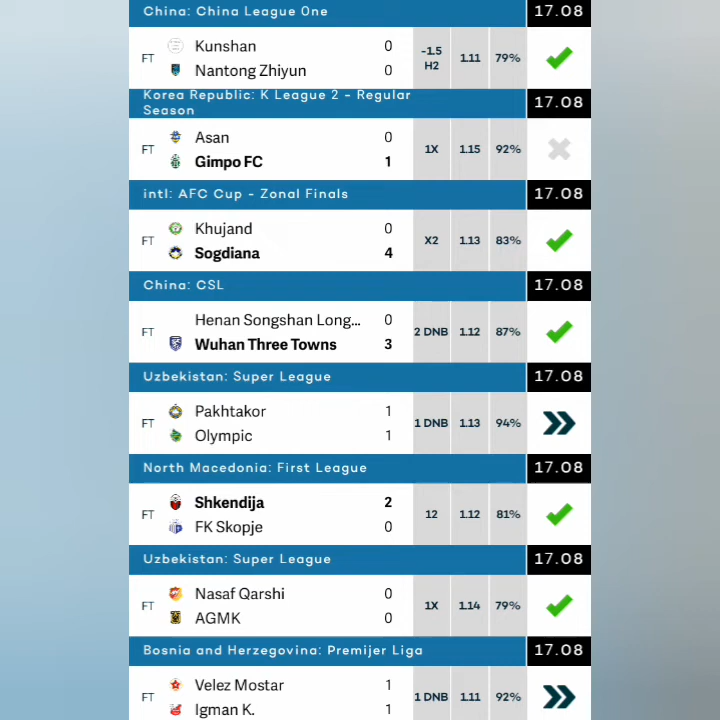 China: China League One 17.08
FT Kunshan 0 -1.5 H2 1.11 79%
Nantong Zhiyun 0
Korea Republic: K League 2 - Regular Season 17.08
FT Asan 0 1X 1.15 92%
Gimpo FC 1
intl: AFC Cup - Zonal Finals 17.08
FT Khujand 0 X2 1.13 83%
Sogdiana 4
China: CSL 17.08
FT Henan Songshan Long... 0 2 DNB 1.12 87%
Wuhan Three Towns 3
Uzbekistan: Super League 17.08
FT Pakhtakor 1 1 DNB 1.13 94%
Olympic 1
North Macedonia: First League 17.08
FT Shkendija 2 12 1.12 81%
FK Skopje 0
Uzbekistan: Super League 17.08
FT Nasaf Qarshi 0 1X 1.14 79%
AGMK 0
Bosnia and Herzegovina: Premijer Liga 17.08
FT Velez Mostar 1 1 DNB 1.11 92%
Igman K. 1